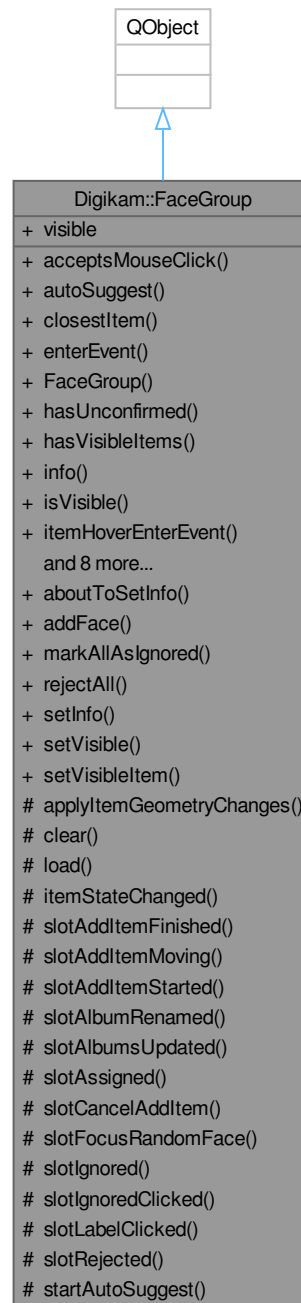 QObject
Digikam::FaceGroup
+ visible
+ acceptsMouseClick()
+ autoSuggest()
+ closestItem()
+ enterEvent()
+ FaceGroup()
+ hasUnconfirmed()
+ hasVisibleItems()
+ info()
+ isVisible()
+ itemHoverEnterEvent()
and 8 more...
+ aboutToSetInfo()
+ addFace()
+ markAllAsIgnored()
+ rejectAll()
+ setInfo()
+ setVisible()
+ setVisibleItem()
# applyItemGeometryChanges()
# clear()
# load()
# itemStateChanged()
# slotAddItemFinished()
# slotAddItemMoving()
# slotAddItemStarted()
# slotAlbumRenamed()
# slotAlbumsUpdated()
# slotAssigned()
# slotCancelAddItem()
# slotFocusRandomFace()
# slotIgnored()
# slotIgnoredClicked()
# slotLabelClicked()
# slotRejected()
# startAutoSuggest()